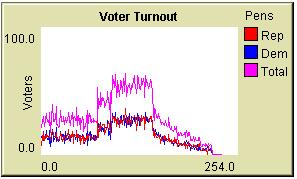 Voter Turnout
Pens
100.0
Rep
Dem
Total
Voters
0.0
0.0
254.0